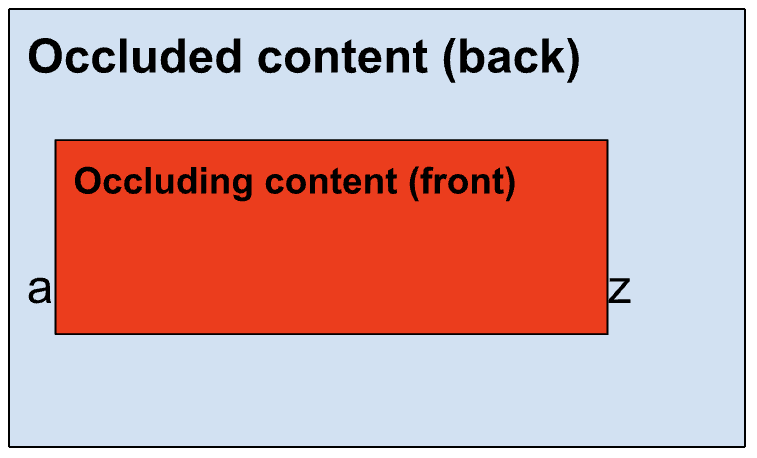 Occluded content (back)
Occluding content (front)
a
z